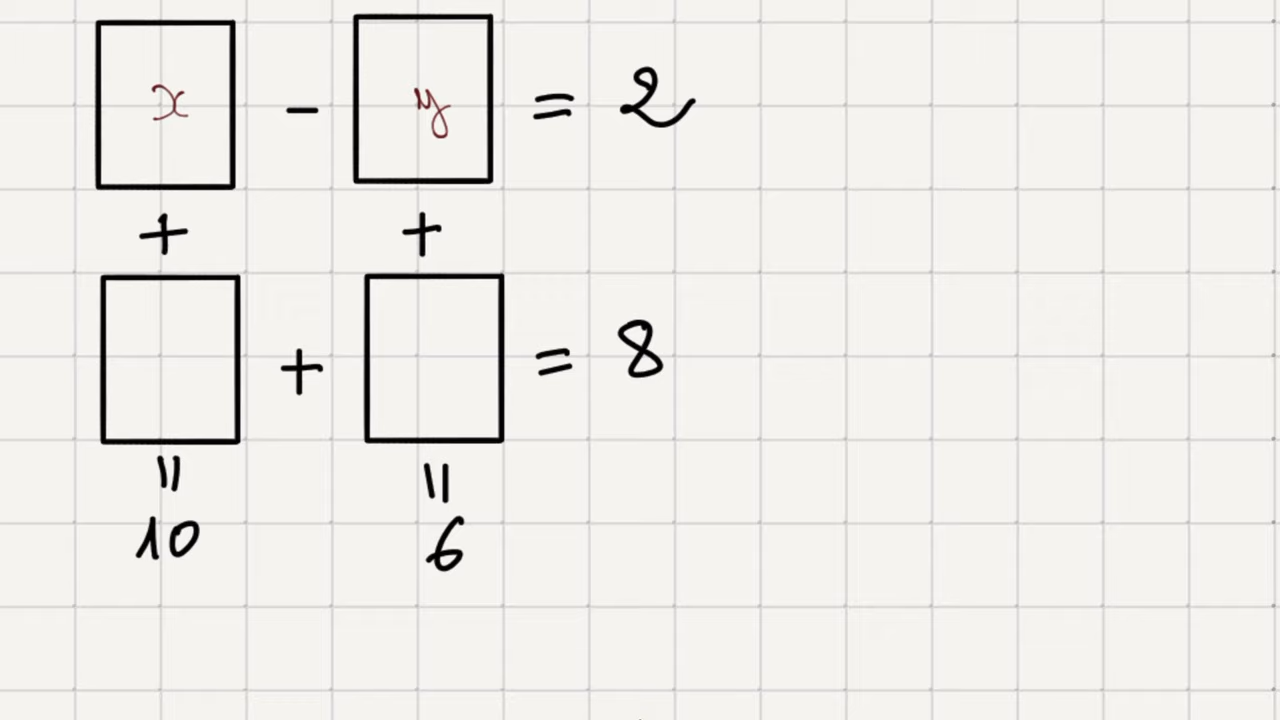 x - y = 2
+ +
+ = 8
= =
10 6